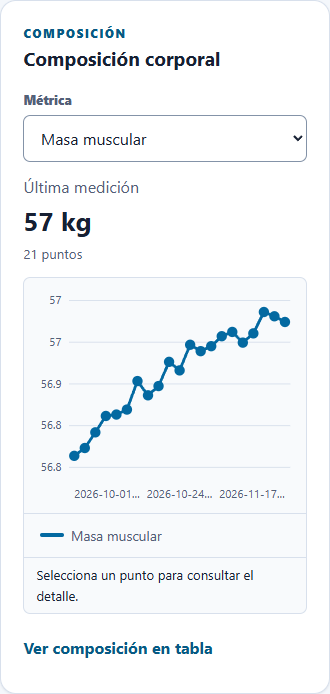 COMPOSICIÓN
Composición corporal
Métrica
Masa muscular
Última medición
57 kg
21 puntos
57
57
56.9
56.8
56.8
2026-10-01... 2026-10-24... 2026-11-17...
Masa muscular
Selecciona un punto para consultar el
detalle.
Ver composición en tabla